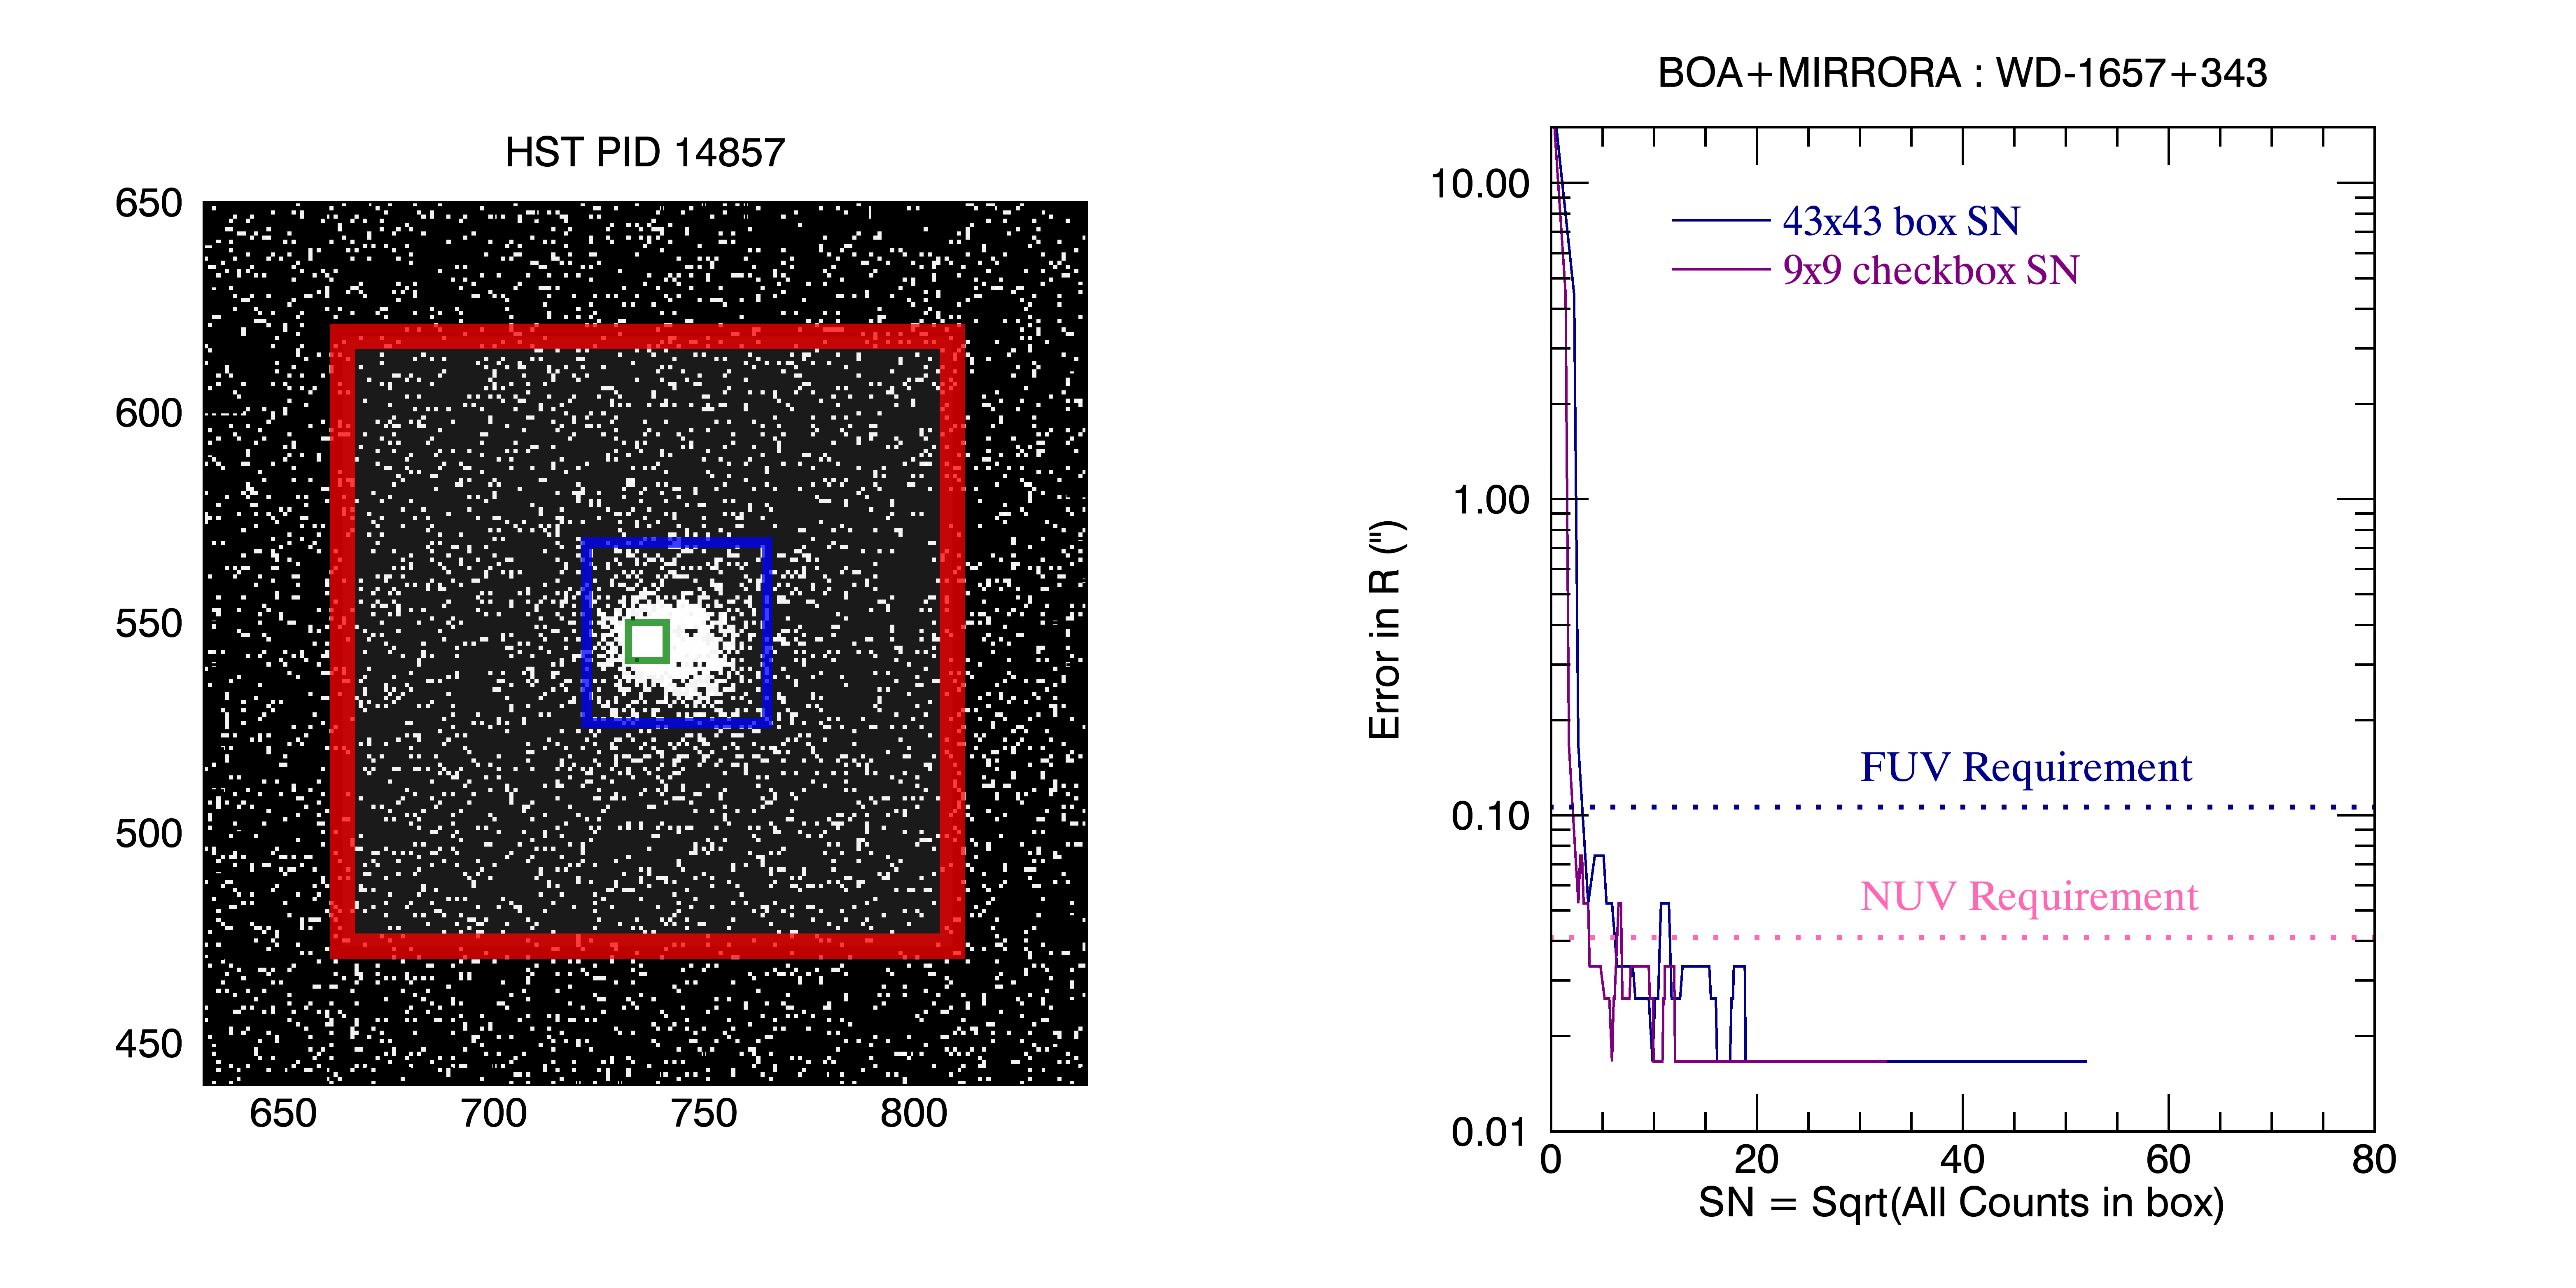 HST PID 14857
650
600
550
500
450
650 700 750 800
BOA+MIRRORA : WD-1657+343
10.00
1.00
0.10
0.01
Error in R (")
43x43 box SN
9x9 checkbox SN
FUV Requirement
NUV Requirement
0 20 40 60 80
SN = Sqrt(All Counts in box)